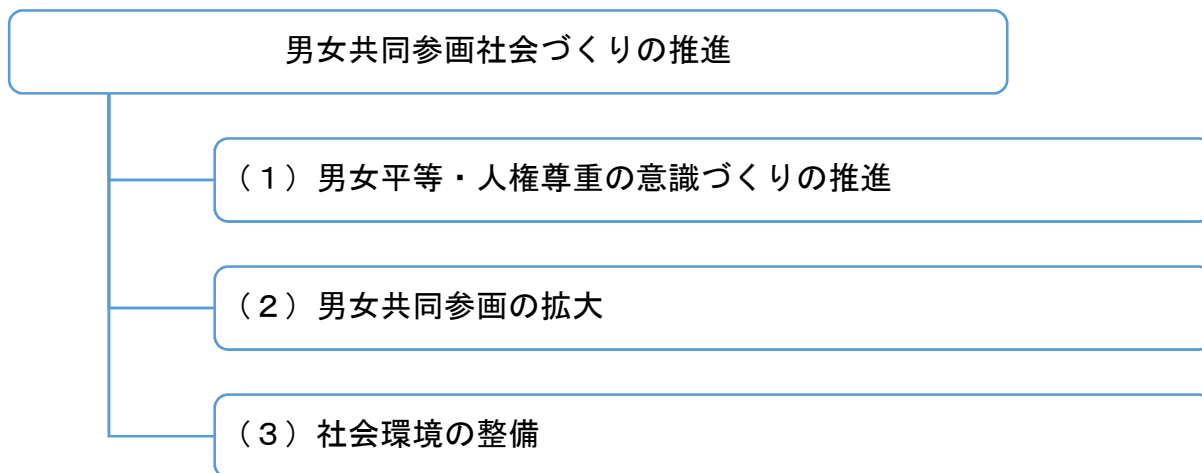 男女共同参画社会づくりの推進
（１）男女平等・人権尊重の意識づくりの推進
（２）男女共同参画の拡大
（３）社会環境の整備